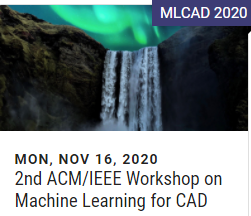 MLCAD 2020
MON, NOV 16, 2020
2nd ACM/IEEE Workshop on
Machine Learning for CAD